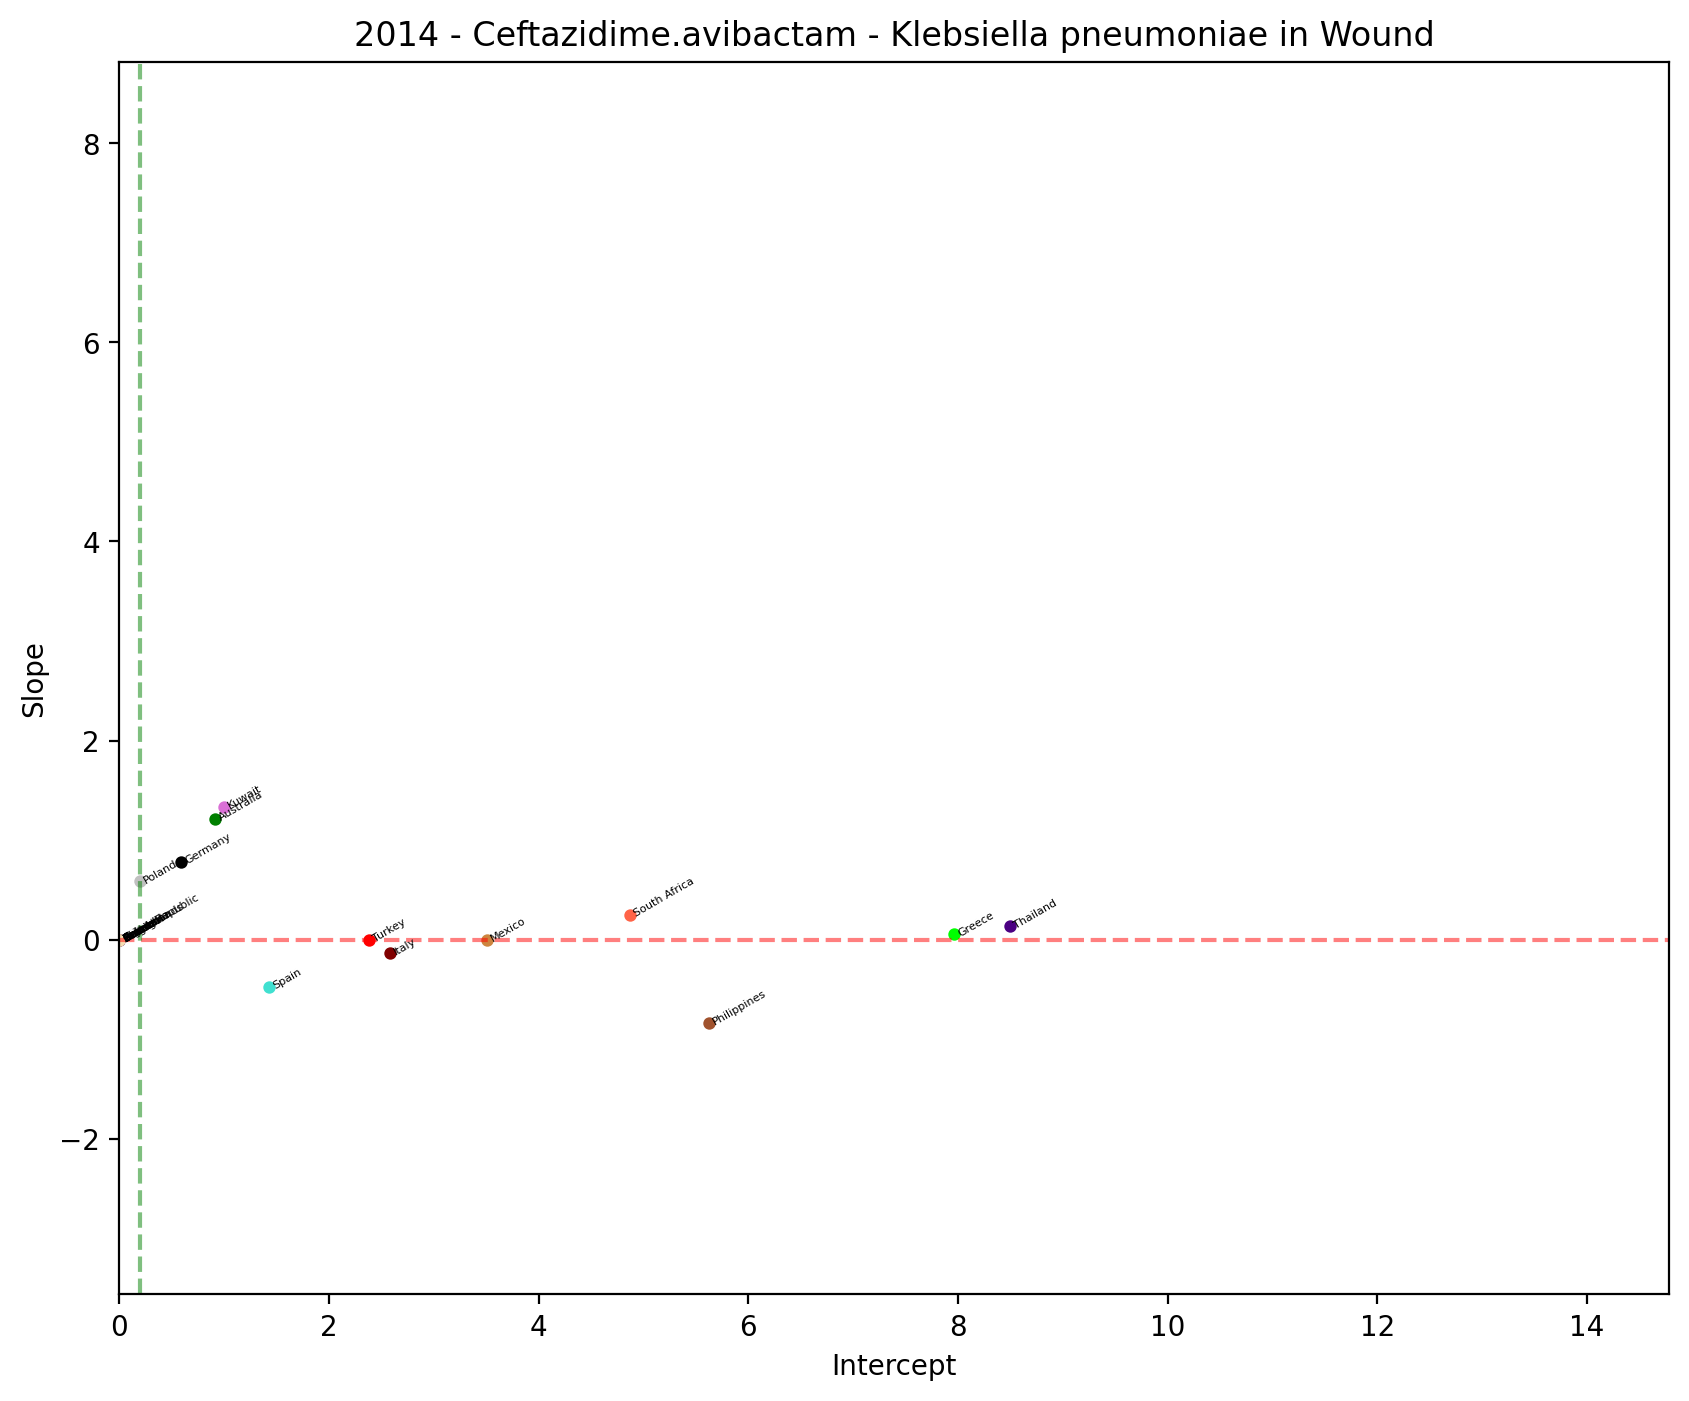 2014 - Ceftazidime.avibactam - Klebsiella pneumoniae in Wound
8
6
4
2
0
−2
Slope
Kuwait
Australia
Germany
Poland
South Africa
Thailand
Greece
Turkey
Mexico
Italy
Spain
Philippines
0 2 4 6 8 10 12 14
Intercept